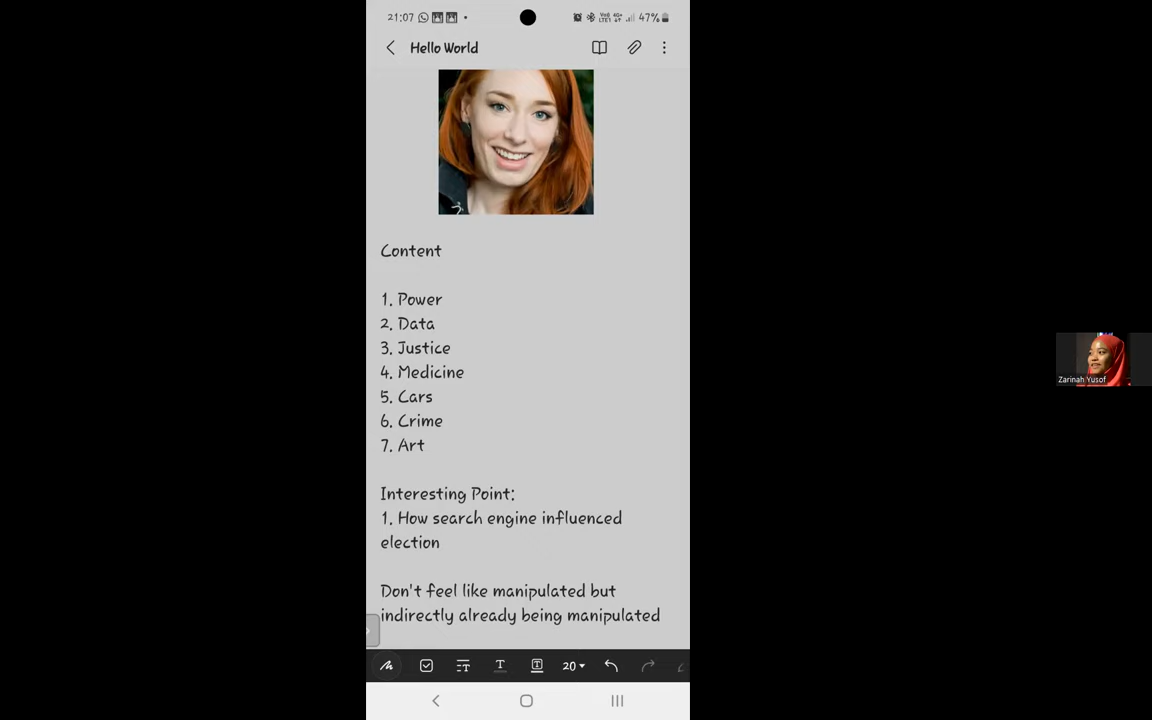 21:07 47%
Hello World
Content
1. Power
2. Data
3. Justice
4. Medicine
5. Cars
6. Crime
7. Art
Interesting Point:
1. How search engine influenced
election
Don't feel like manipulated but
indirectly already being manipulated
20
Zarinah Yusof